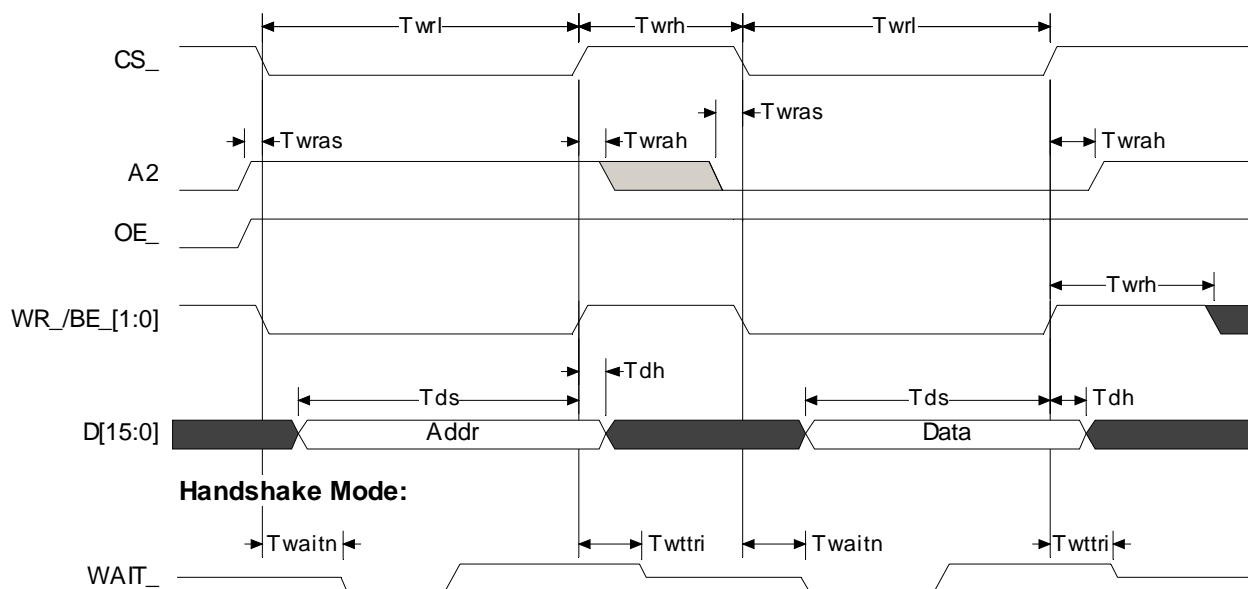 Twrl Twrh Twrl
CS_
Twras Twrah Twras Twrah
A2
OE_
Twrh
WR_/BE_[1:0]
Tdh
Tds Tds Tdh
D[15:0] Addr Data
Handshake Mode:
Twaitn Twttri Twaitn Twttri
WAIT_